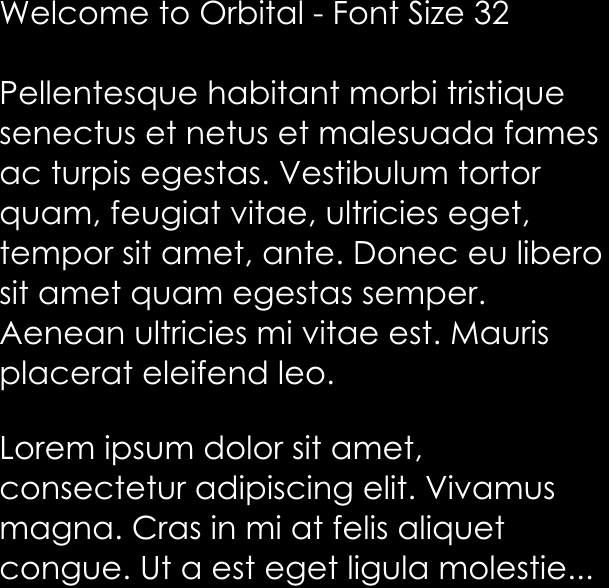 Welcome to Orbital - Font Size 32
Pellentesque habitant morbi tristique
senectus et netus et malesuada fames
ac turpis egestas. Vestibulum tortor
quam, feugiat vitae, ultricies eget,
tempor sit amet, ante. Donec eu libero
sit amet quam egestas semper.
Aenean ultricies mi vitae est. Mauris
placerat eleifend leo.
Lorem ipsum dolor sit amet,
consectetur adipiscing elit. Vivamus
magna. Cras in mi at felis aliquet
congue. Ut a est eget ligula molestie...